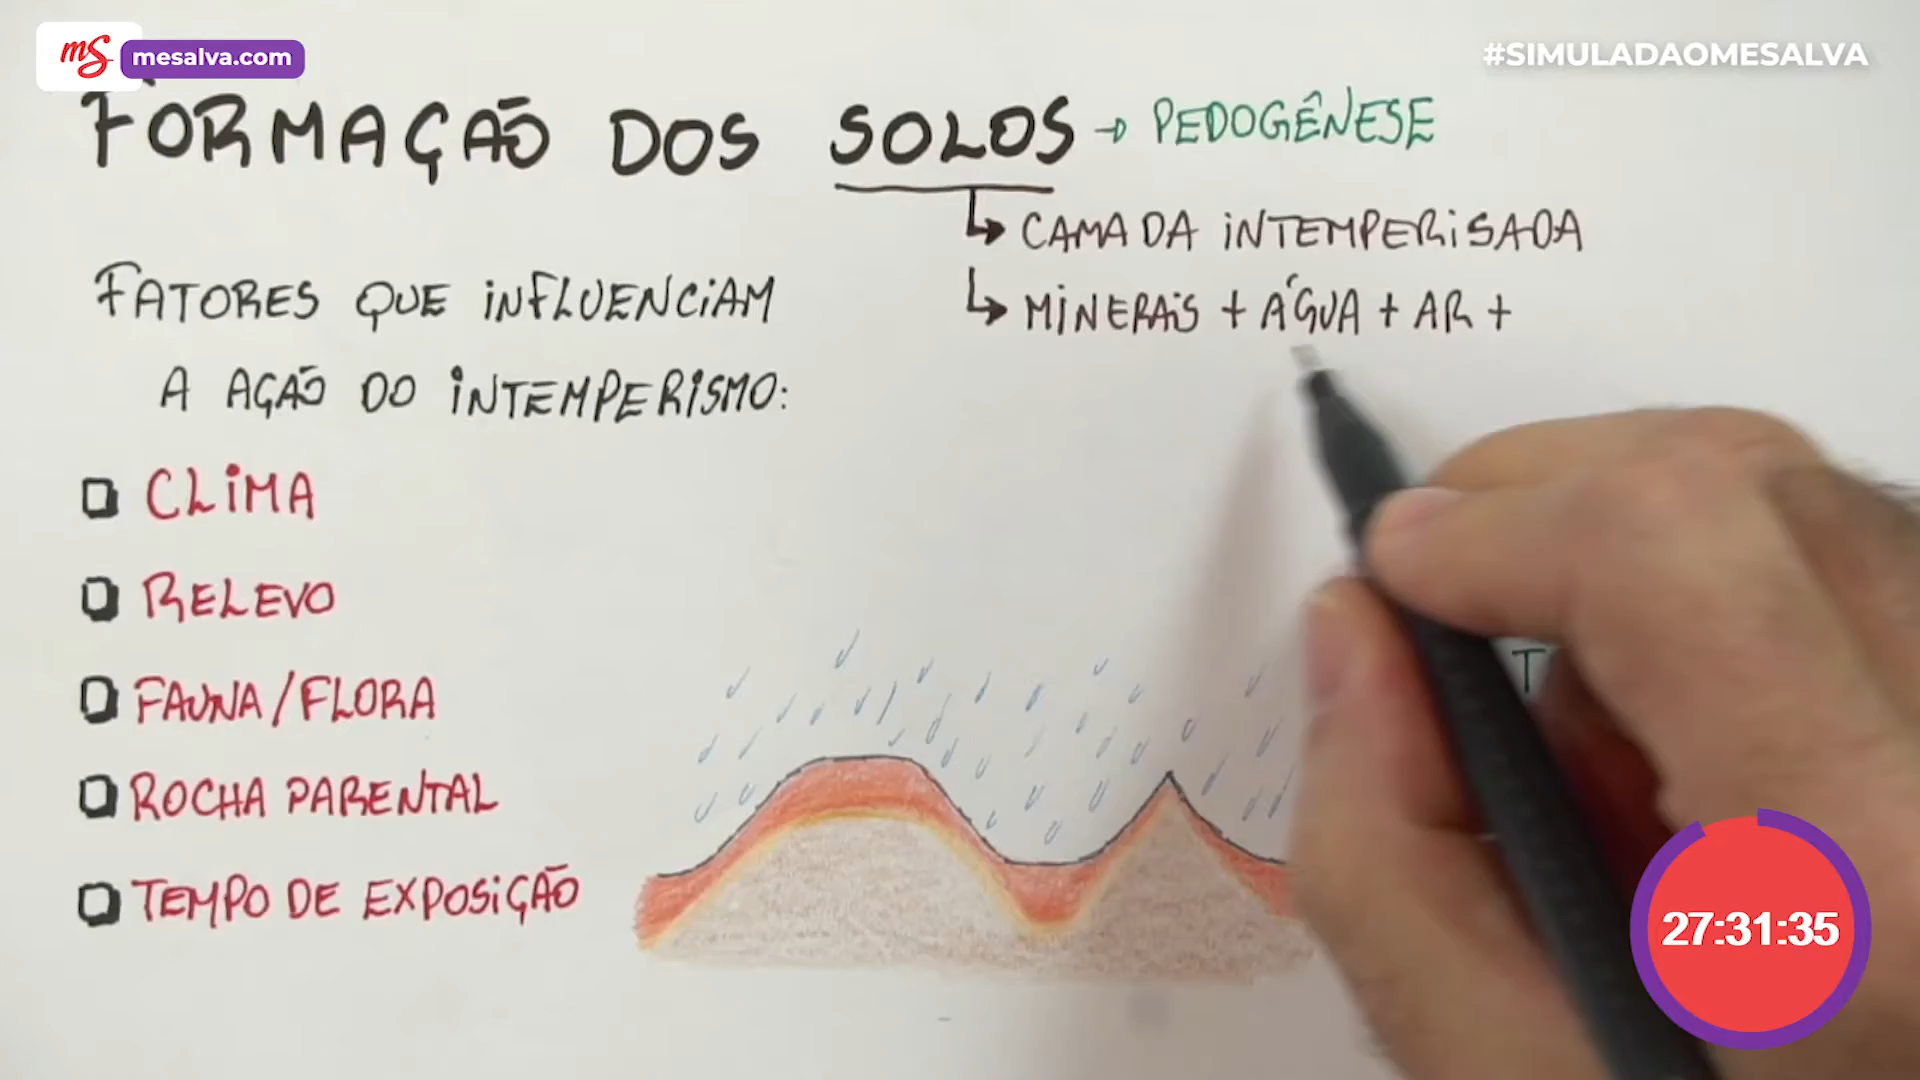 mS mesalva.com
#SIMULADAOMESALVA
FORMAÇÃO DOS SOLOS → PEDOGÊNESE
↳ CAMADA INTEMPERISADA
↳ MINERAIS + ÁGUA + AR +
FATORES QUE INFLUENCIAM
A AÇÃO DO INTEMPERISMO:
CLIMA
RELEVO
FAUNA/FLORA
ROCHA PARENTAL
TEMPO DE EXPOSIÇÃO
T
27:31:35